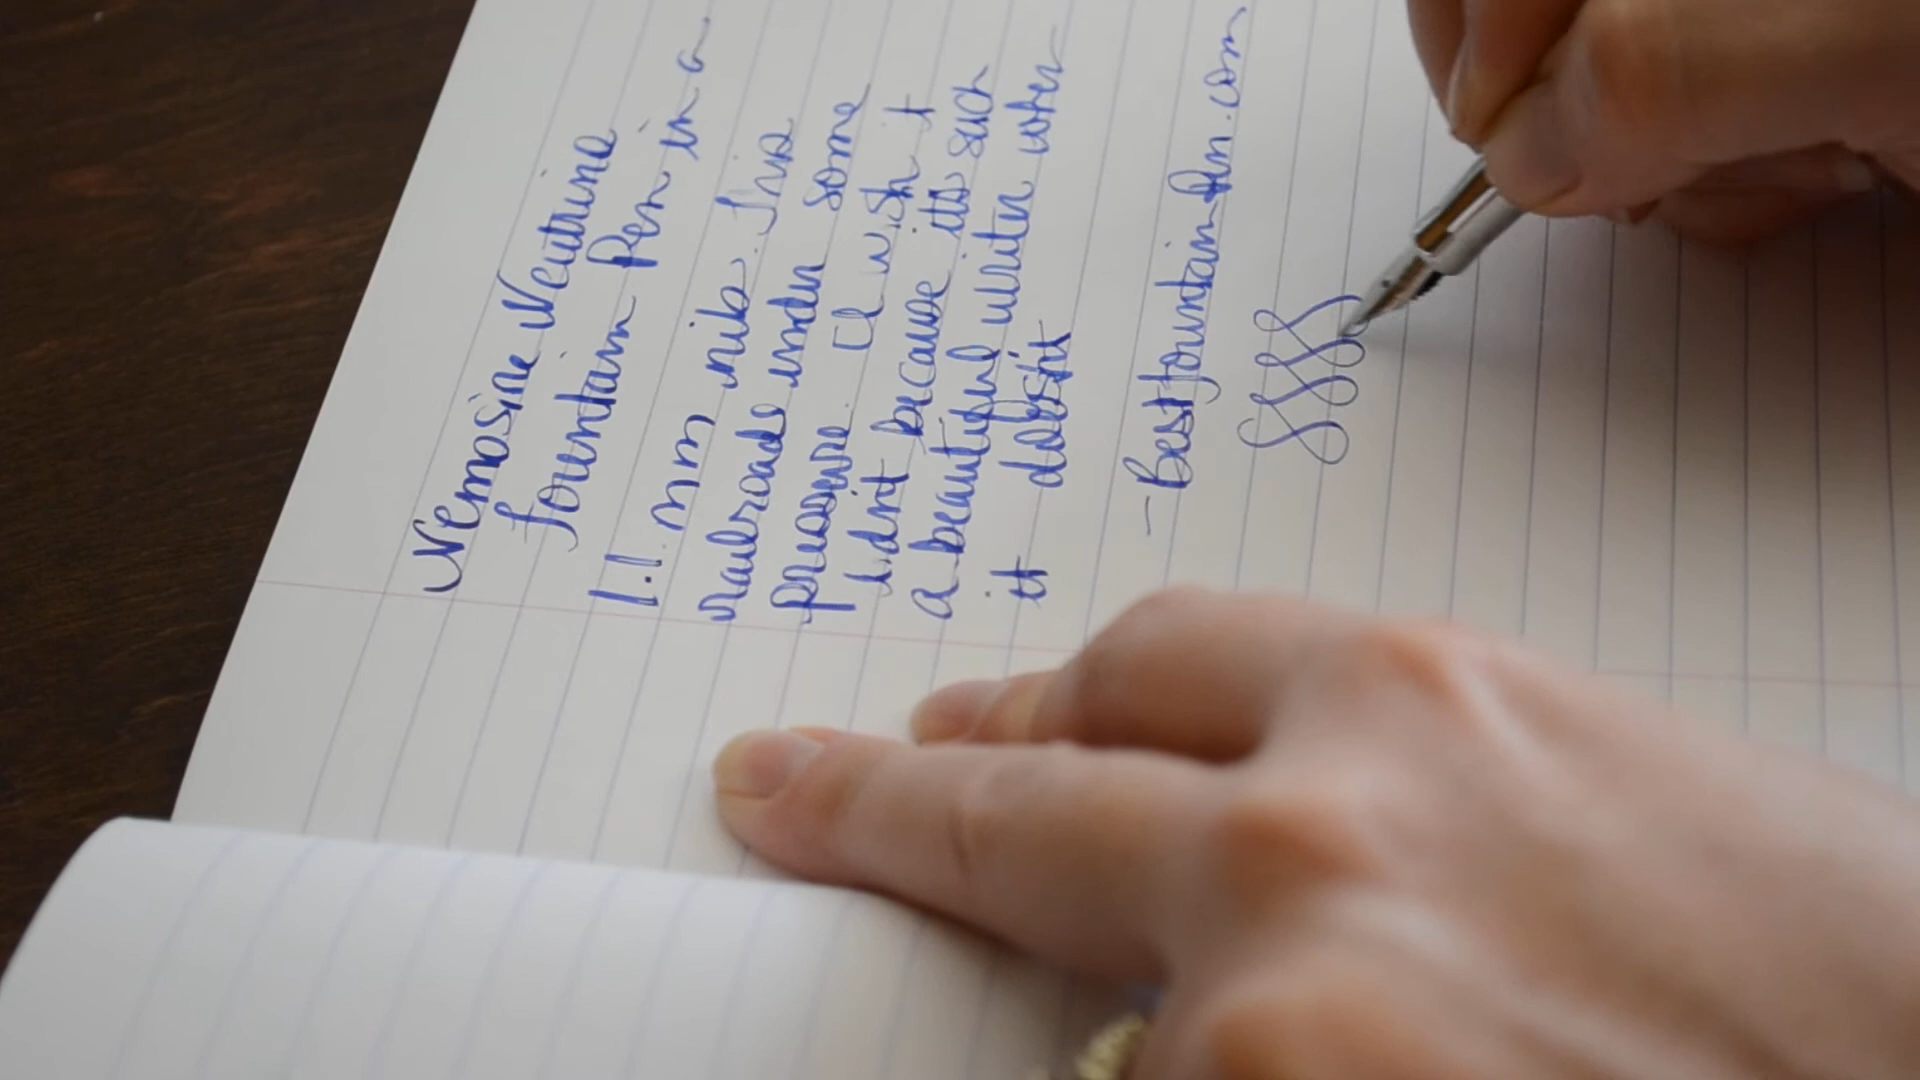 Nemosine Neutrino
Fountain Pen in a
1.1 mm nib. This
railroads under some
pressure. I wish it
didn't because its such
a beautiful writer when
it doesn't
- Bestfountainpen.com